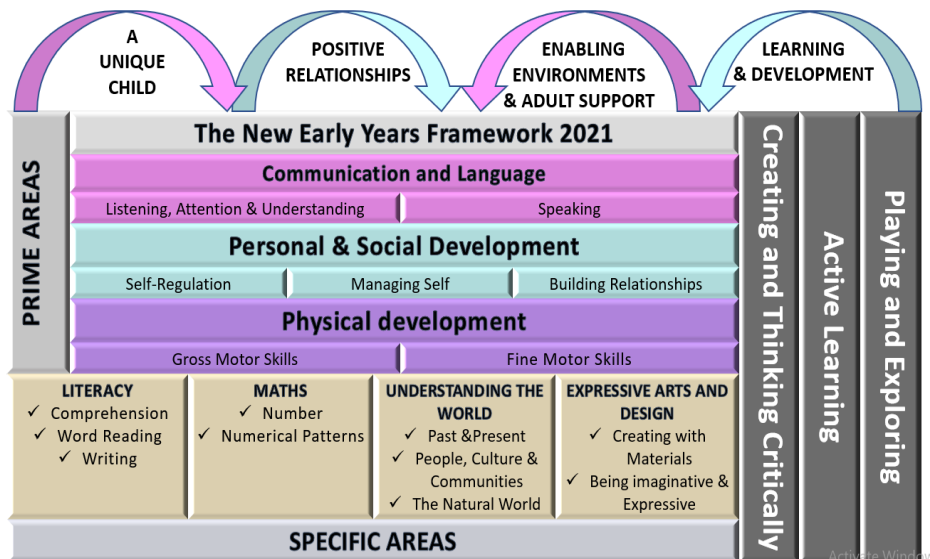 A
UNIQUE
CHILD
POSITIVE
RELATIONSHIPS
ENABLING
ENVIRONMENTS
& ADULT SUPPORT
LEARNING
& DEVELOPMENT
PRIME AREAS
The New Early Years Framework 2021
Communication and Language
Listening, Attention & Understanding
Speaking
Personal & Social Development
Self-Regulation
Managing Self
Building Relationships
Physical development
Gross Motor Skills
Fine Motor Skills
LITERACY
✓ Comprehension
✓ Word Reading
✓ Writing
MATHS
✓ Number
✓ Numerical Patterns
UNDERSTANDING THE
WORLD
✓ Past &Present
✓ People, Culture &
Communities
✓ The Natural World
EXPRESSIVE ARTS AND
DESIGN
✓ Creating with
Materials
✓ Being imaginative &
Expressive
SPECIFIC AREAS
Creating and Thinking Critically
Active Learning
Playing and Exploring
Activate Window